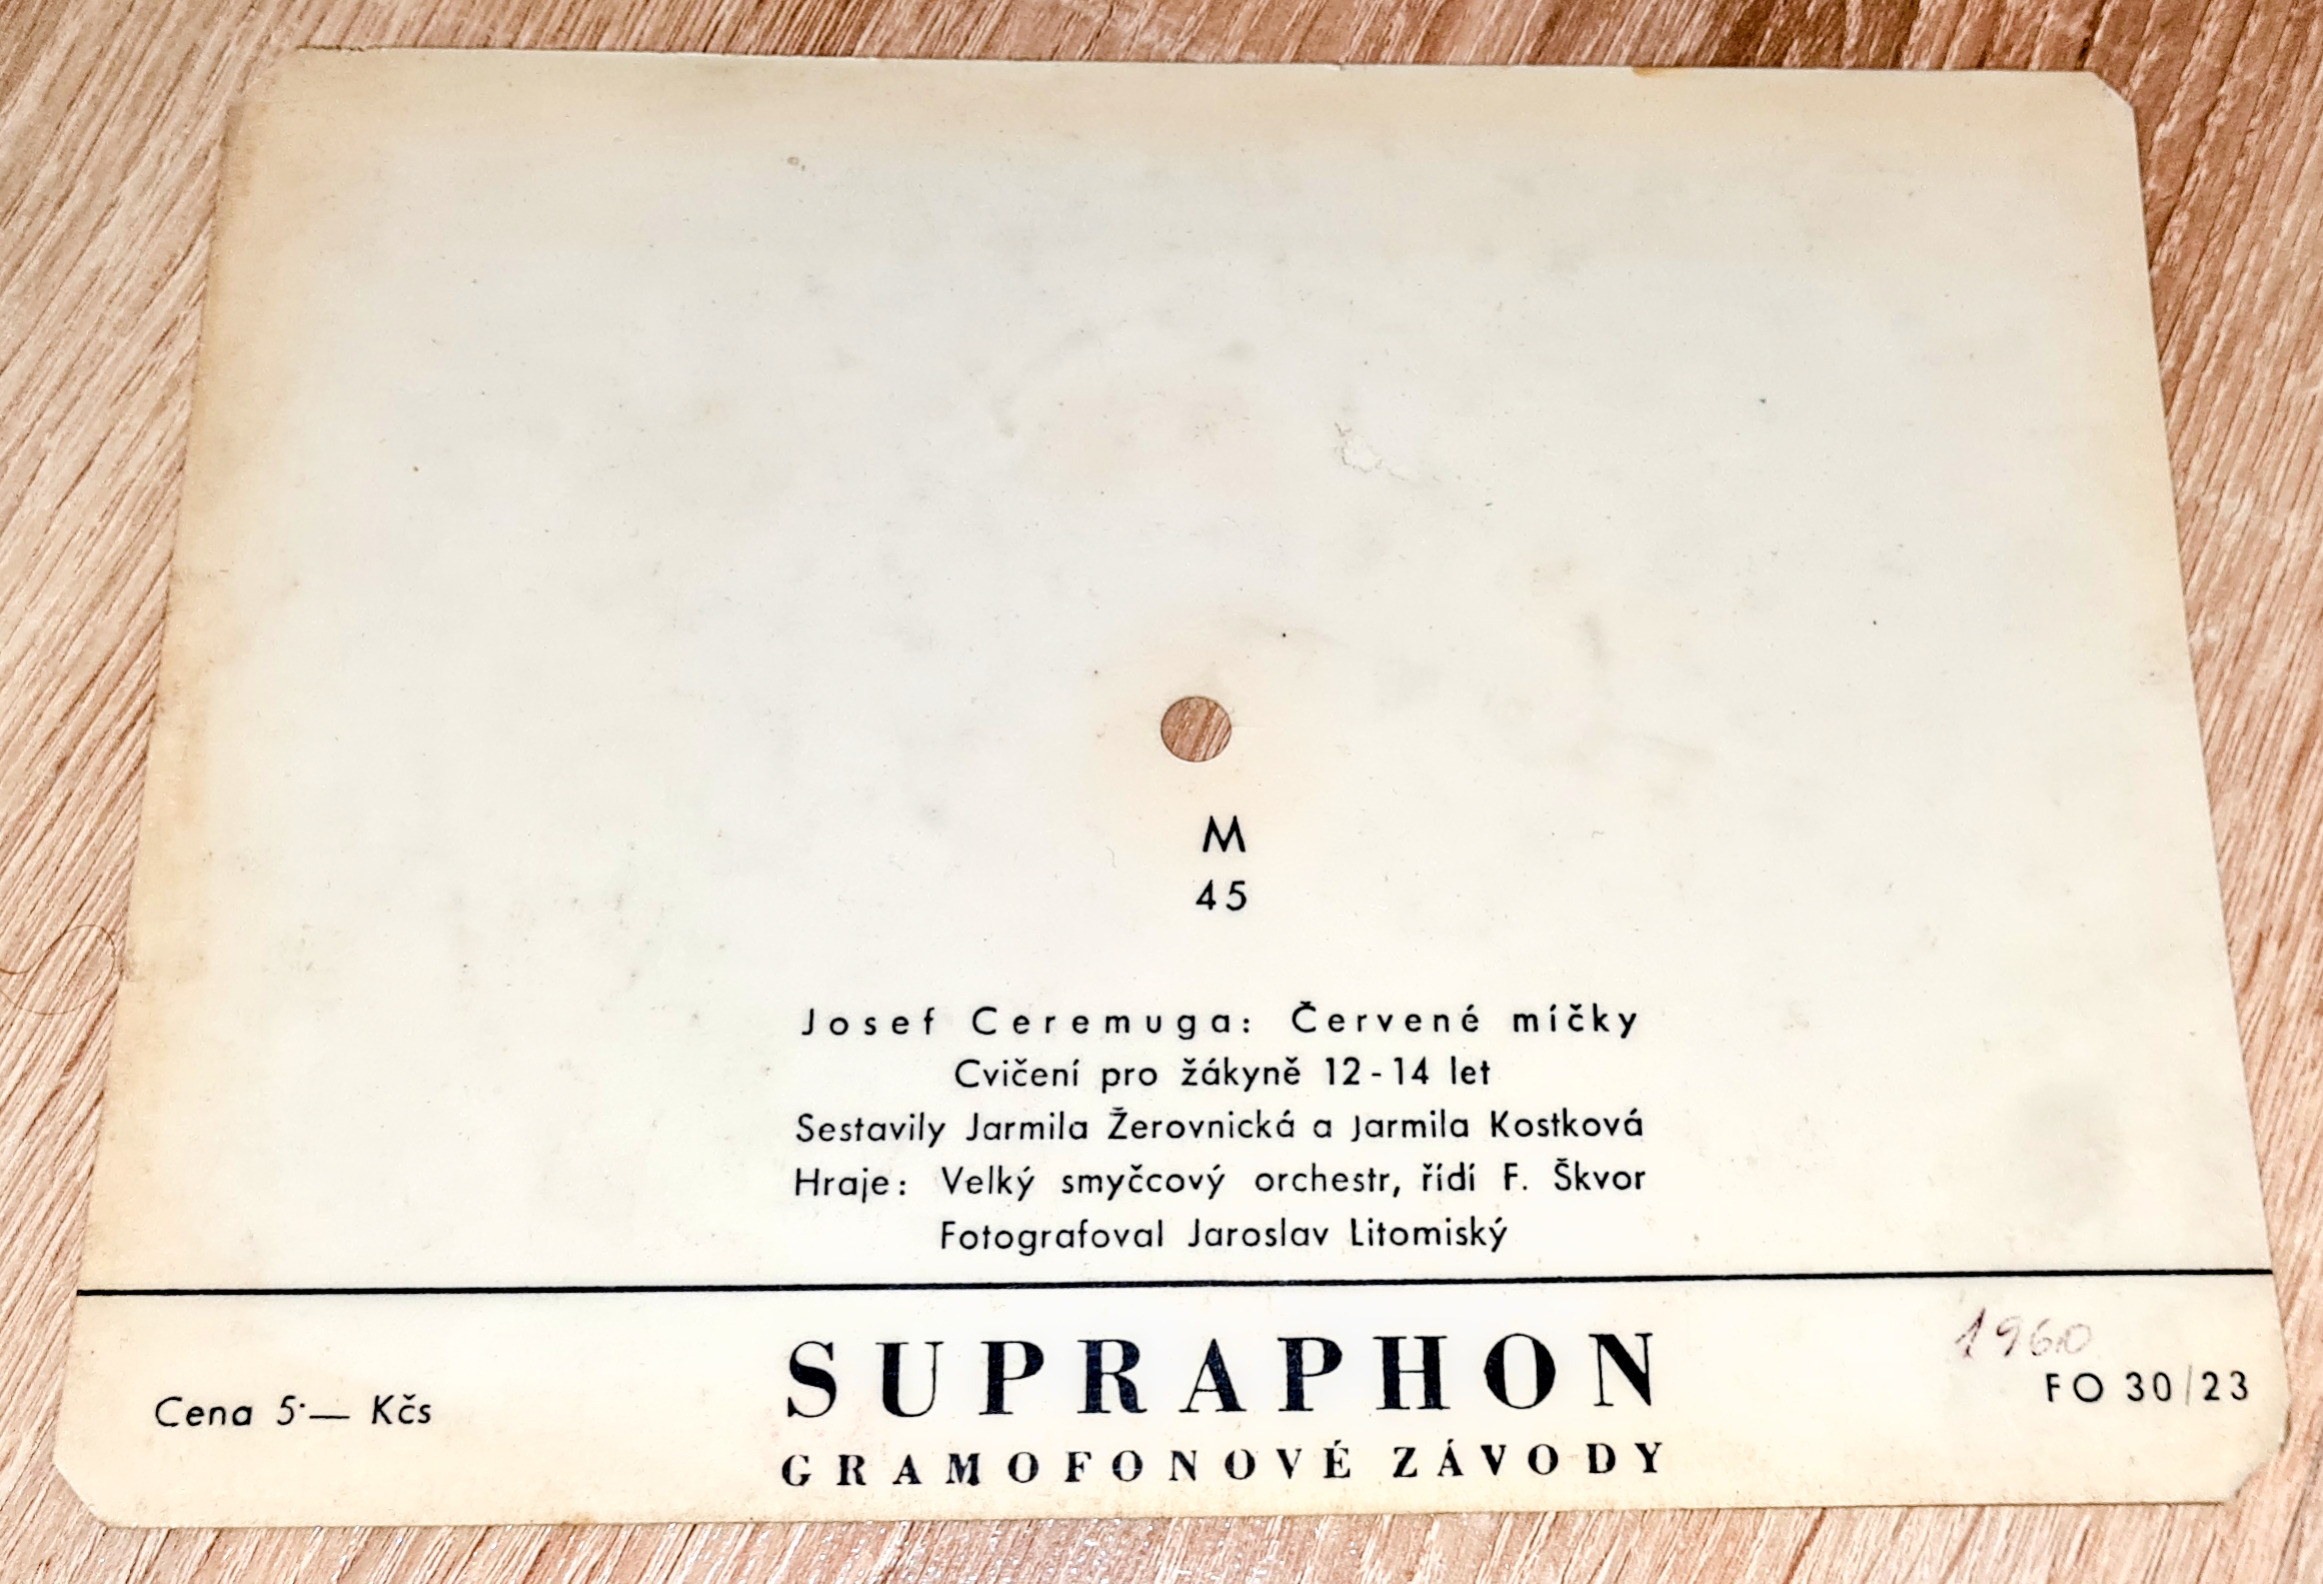 M
45
Josef Ceremuga: Červené míčky
Cvičení pro žákyně 12-14 let
Sestavily Jarmila Žerovnická a Jarmila Kostková
Hraje: Velký smyčcový orchestr, řídí F. Škvor
Fotografoval Jaroslav Litomiský
1960
Cena 5·— Kčs
SUPRAPHON
FO 30/23
GRAMOFONOVÉ ZÁVODY